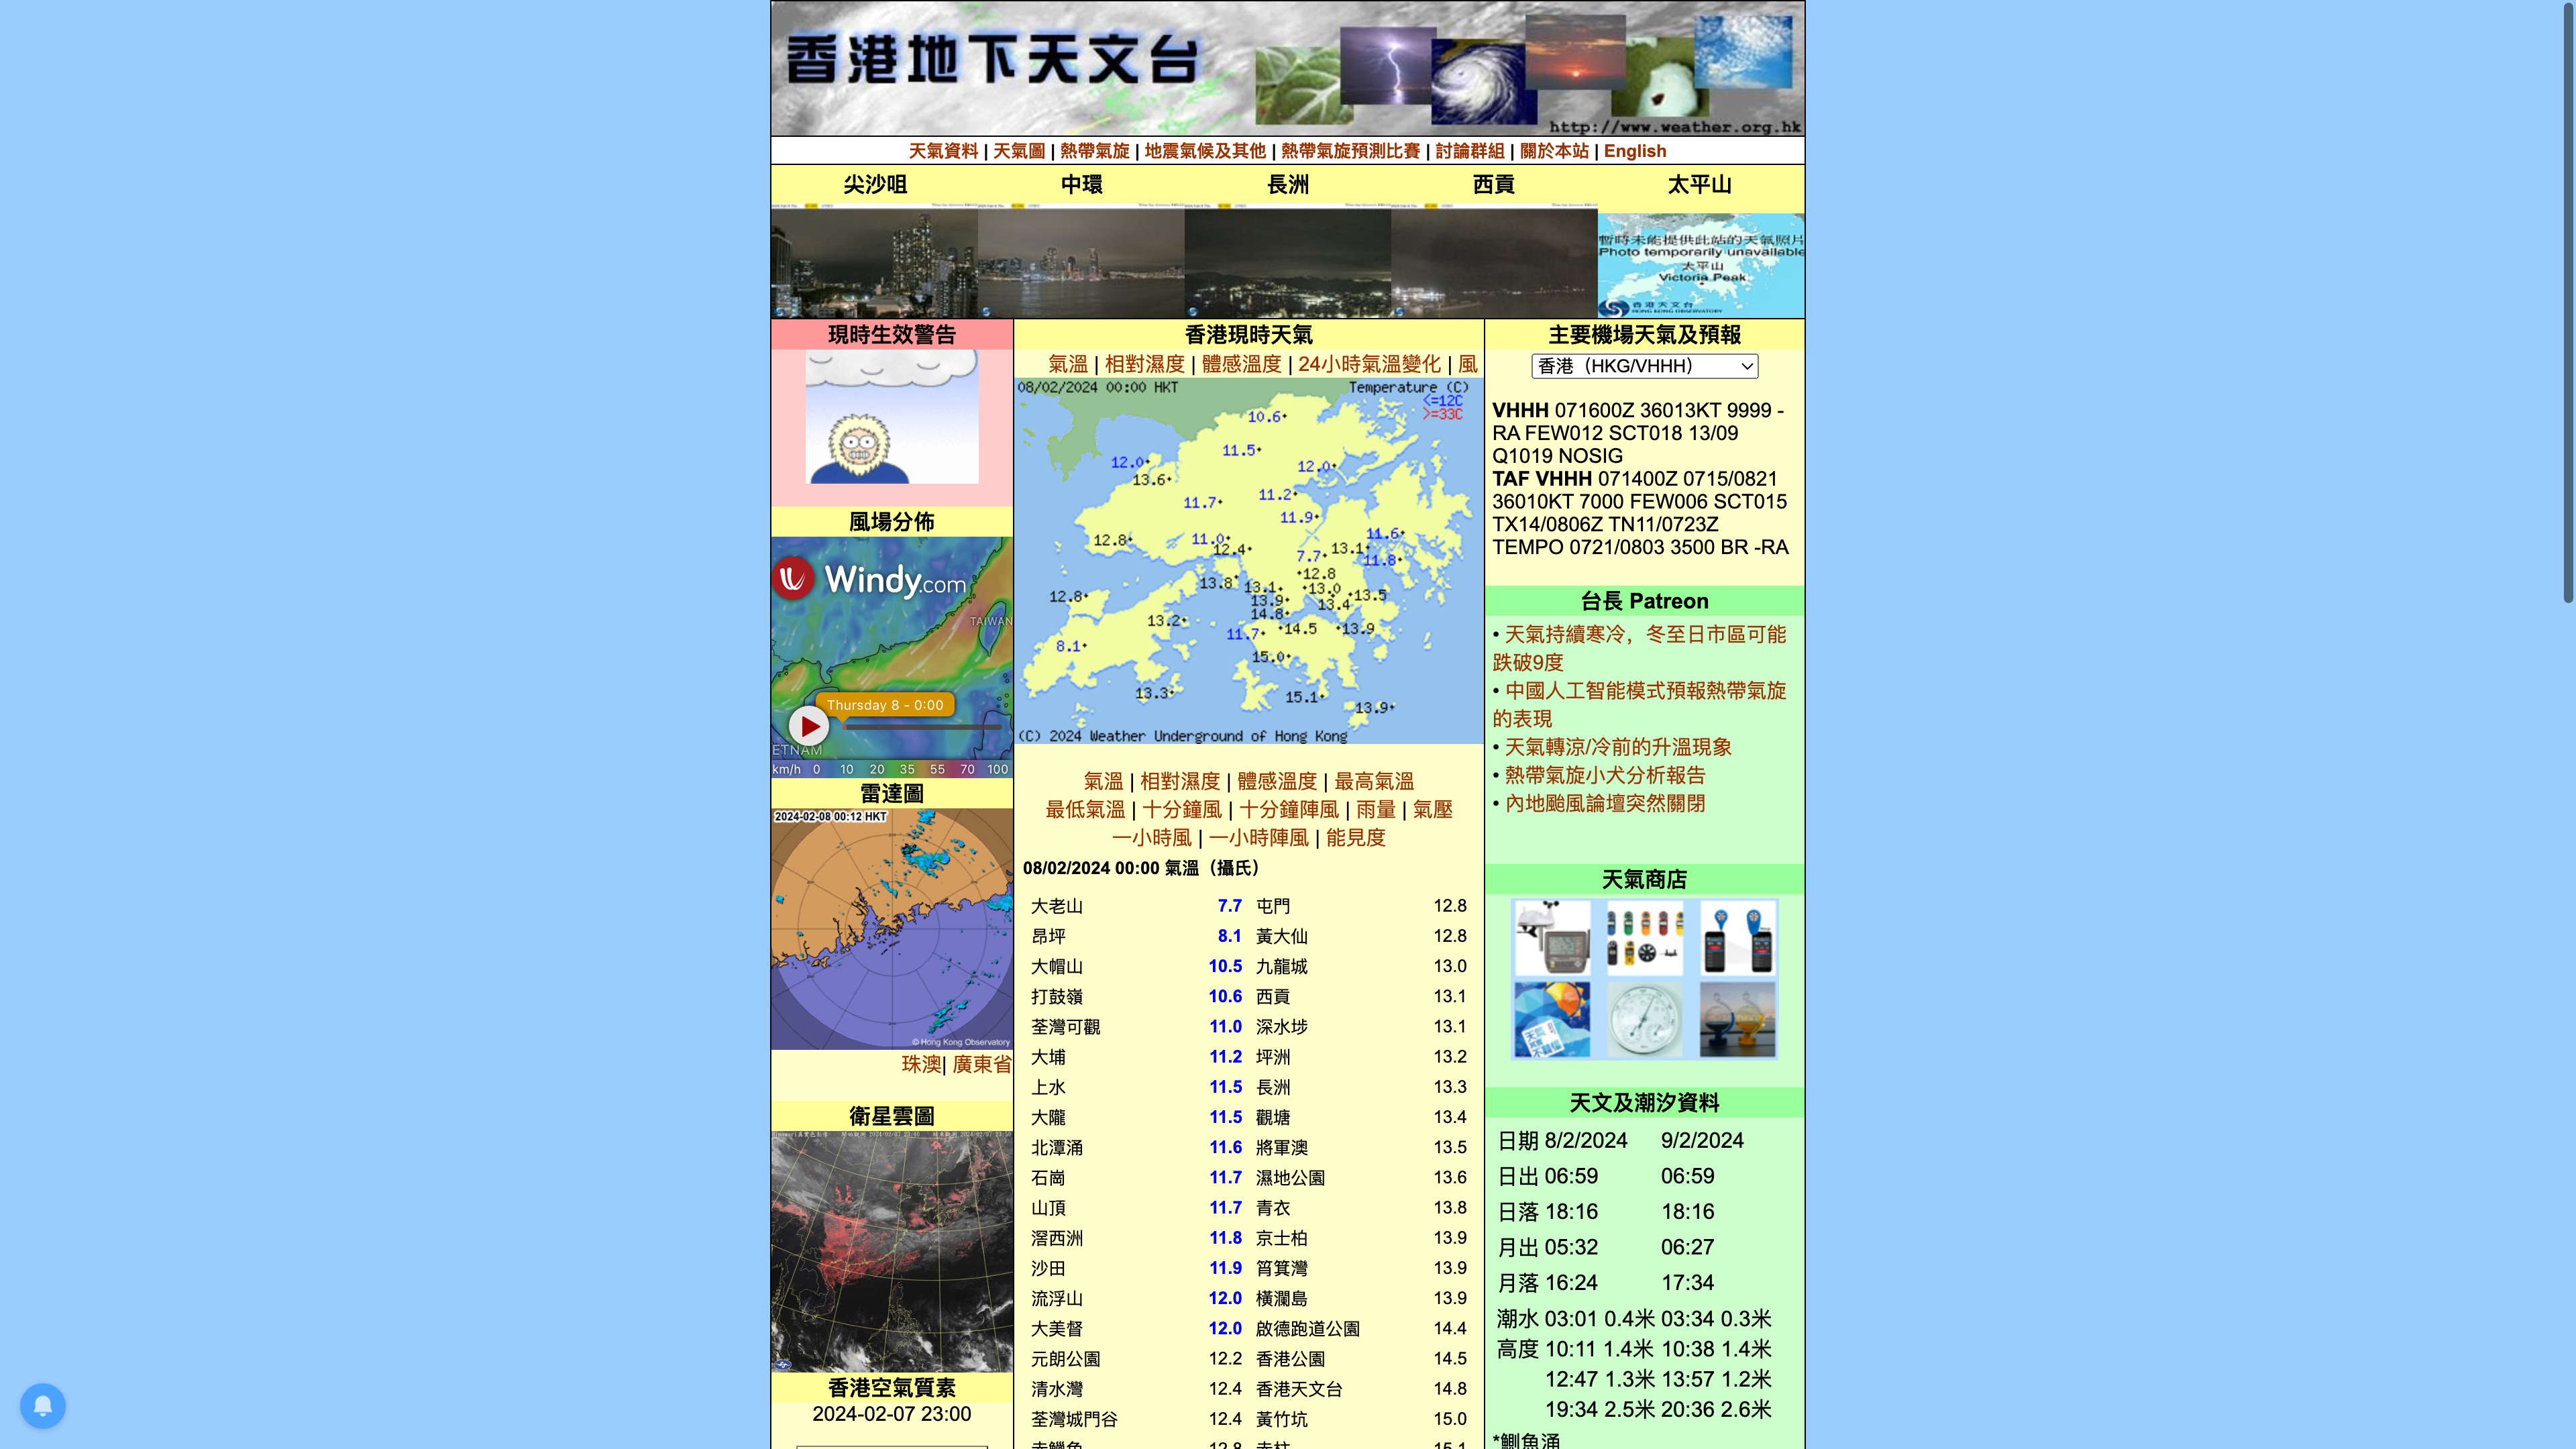 香港地下天文台
http://www.weather.org.hk
天氣資料 | 天氣圖 | 熱帶氣旋 | 地震氣候及其他 | 熱帶氣旋預測比賽 | 討論群組 | 關於本站 | English
尖沙咀 中環 長洲 西貢 太平山
暫時未能提供此站的天氣照片
Photo temporarily unavailable
太平山
Victoria Peak
香港天文台
HONG KONG OBSERVATORY
現時生效警告
風場分佈
Windy.com
TAIWAN
Thursday 8 - 0:00
ETNAM
km/h 0 10 20 35 55 70 100
雷達圖
2024-02-08 00:12 HKT
© Hong Kong Observatory
珠澳| 廣東省
衛星雲圖
香港空氣質素
2024-02-07 23:00
香港現時天氣
氣溫 | 相對濕度 | 體感溫度 | 24小時氣溫變化 | 風
08/02/2024 00:00 HKT Temperature (C)
<=12C
>=33C
10.6
11.5
12.0 12.0
13.6
11.2
11.7
11.9
11.6
12.8 11.0
12.4 13.1
7.7 11.8
12.8
13.8 13.1 13.0
12.8 13.9 13.4 13.5
14.8
13.2
11.7 14.5 13.9
8.1
15.0
13.3 15.1
13.9
(C) 2024 Weather Underground of Hong Kong
氣溫 | 相對濕度 | 體感溫度 | 最高氣溫
最低氣溫 | 十分鐘風 | 十分鐘陣風 | 雨量 | 氣壓
一小時風 | 一小時陣風 | 能見度
08/02/2024 00:00 氣溫（攝氏）
大老山 7.7 屯門 12.8
昂坪 8.1 黃大仙 12.8
大帽山 10.5 九龍城 13.0
打鼓嶺 10.6 西貢 13.1
荃灣可觀 11.0 深水埗 13.1
大埔 11.2 坪洲 13.2
上水 11.5 長洲 13.3
大隴 11.5 觀塘 13.4
北潭涌 11.6 將軍澳 13.5
石崗 11.7 濕地公園 13.6
山頂 11.7 青衣 13.8
滘西洲 11.8 京士柏 13.9
沙田 11.9 筲箕灣 13.9
流浮山 12.0 橫瀾島 13.9
大美督 12.0 啟德跑道公園 14.4
元朗公園 12.2 香港公園 14.5
清水灣 12.4 香港天文台 14.8
荃灣城門谷 12.4 黃竹坑 15.0
主要機場天氣及預報
香港（HKG/VHHH）
VHHH 071600Z 36013KT 9999 -
RA FEW012 SCT018 13/09
Q1019 NOSIG
TAF VHHH 071400Z 0715/0821
36010KT 7000 FEW006 SCT015
TX14/0806Z TN11/0723Z
TEMPO 0721/0803 3500 BR -RA
台長 Patreon
• 天氣持續寒冷，冬至日市區可能
跌破9度
• 中國人工智能模式預報熱帶氣旋
的表現
• 天氣轉涼/冷前的升溫現象
• 熱帶氣旋小犬分析報告
• 內地颱風論壇突然關閉
天氣商店
天文及潮汐資料
日期 8/2/2024 9/2/2024
日出 06:59 06:59
日落 18:16 18:16
月出 05:32 06:27
月落 16:24 17:34
潮水 03:01 0.4米 03:34 0.3米
高度 10:11 1.4米 10:38 1.4米
12:47 1.3米 13:57 1.2米
19:34 2.5米 20:36 2.6米
*鰂魚涌